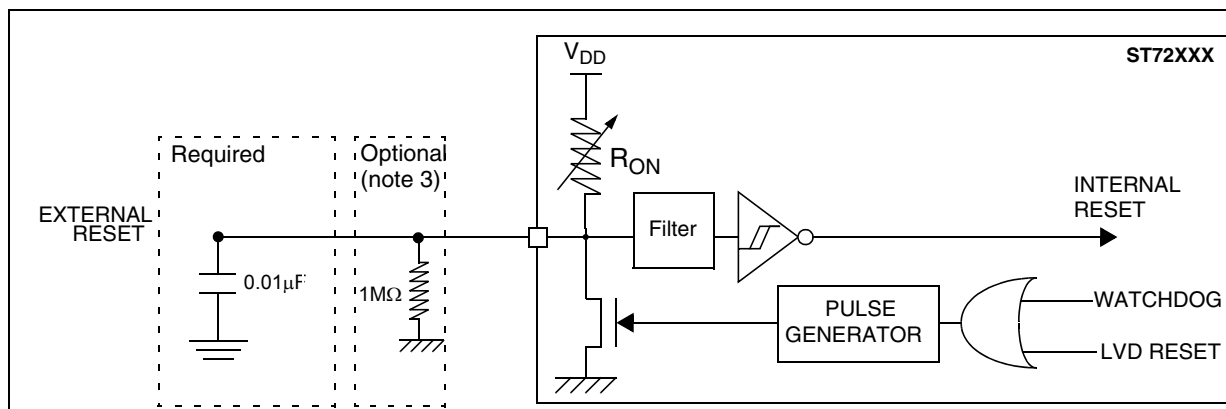 V_DD
ST72XXX
Required
Optional
(note 3)
R_ON
EXTERNAL
RESET
INTERNAL
RESET
Filter
0.01µF
1MΩ
PULSE
GENERATOR
WATCHDOG
LVD RESET